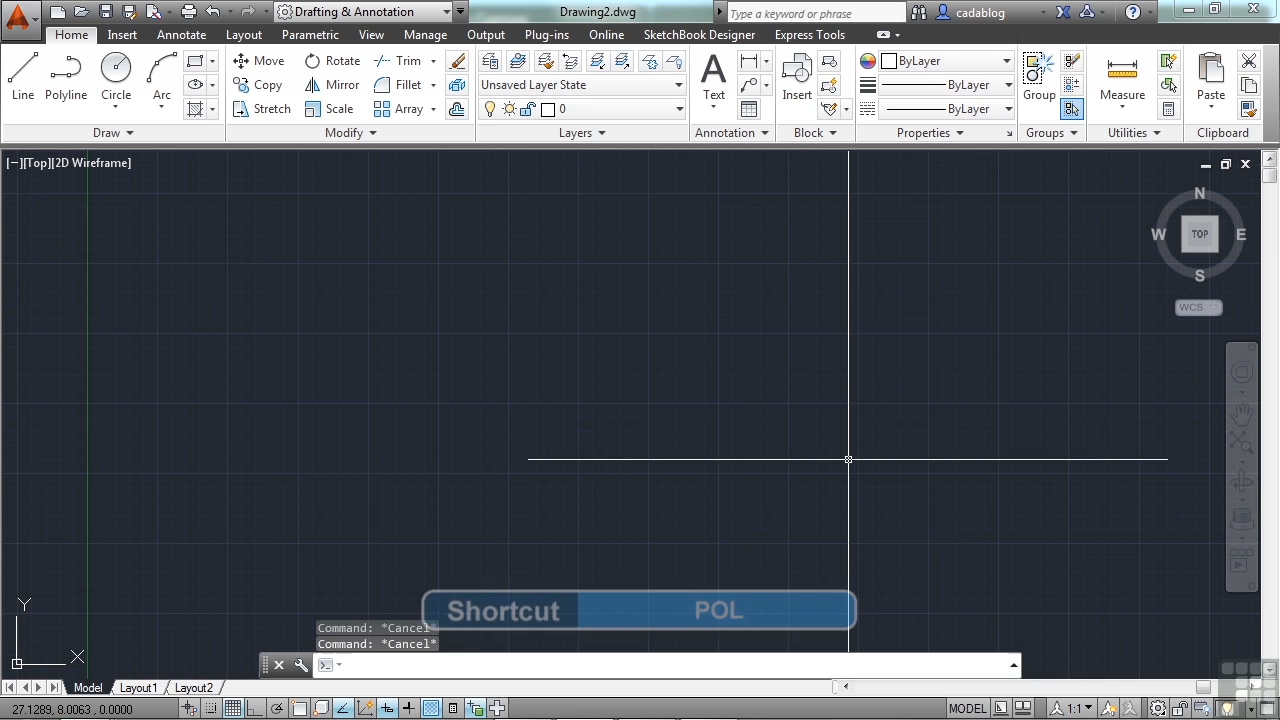 Drafting & Annotation Drawing2.dwg Type a keyword or phrase cadablog
Home Insert Annotate Layout Parametric View Manage Output Plug-ins Online SketchBook Designer Express Tools
Move Rotate Trim Unsaved Layer State ByLayer
Line Polyline Circle Arc Copy Mirror Fillet Text Insert ByLayer Group Measure Paste
Stretch Scale Array 0 ByLayer
Draw Modify Layers Annotation Block Properties Groups Utilities Clipboard
[−][Top][2D Wireframe]
N
W TOP E
S
WCS
Shortcut POL
Y
X
Command: *Cancel*
Command: *Cancel*
Model Layout1 Layout2
27.1289, 8.0063 , 0.0000 MODEL 1:1